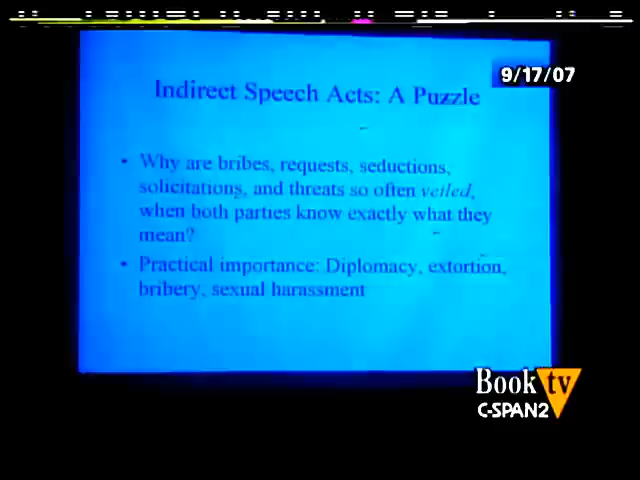 9/17/07
Indirect Speech Acts: A Puzzle
• Why are bribes, requests, seductions,
solicitations, and threats so often veiled,
when both parties know exactly what they
mean?
• Practical importance: Diplomacy, extortion,
bribery, sexual harassment
Book tv
C-SPAN2